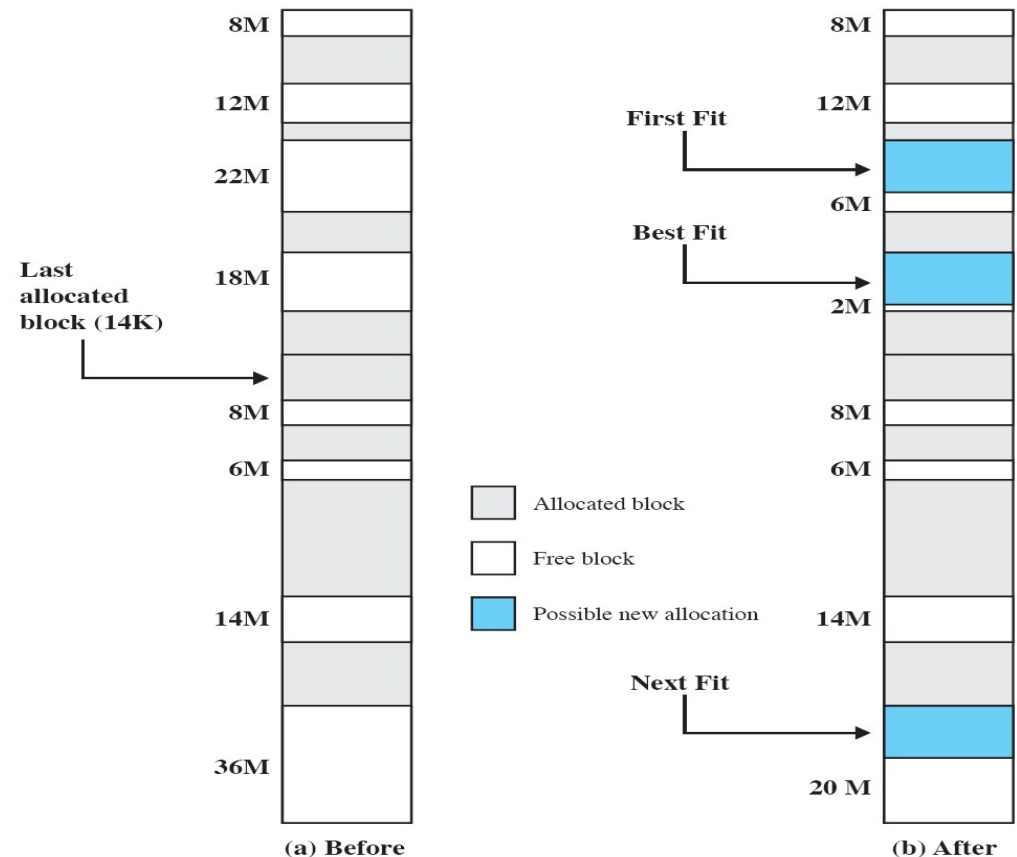 8M
12M
22M
18M
Last
allocated
block (14K)
8M
6M
14M
36M
(a) Before
Allocated block
Free block
Possible new allocation
8M
12M
First Fit
6M
Best Fit
2M
8M
6M
14M
Next Fit
20 M
(b) After